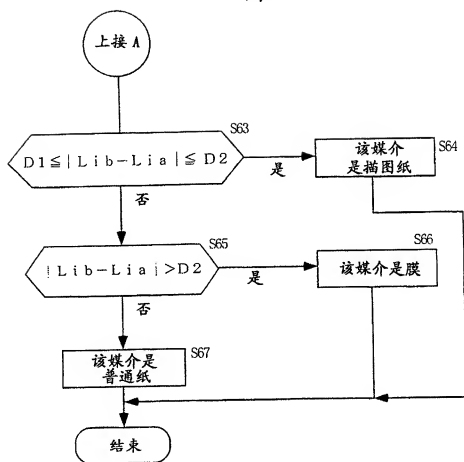 上接 A
S63
D1≦|Lib-Lia|≦D2
是
该媒介
是描图纸
S64
否
S65
|Lib-Lia|>D2
是
S66
该媒介是膜
否
该媒介是
普通纸
S67
结束